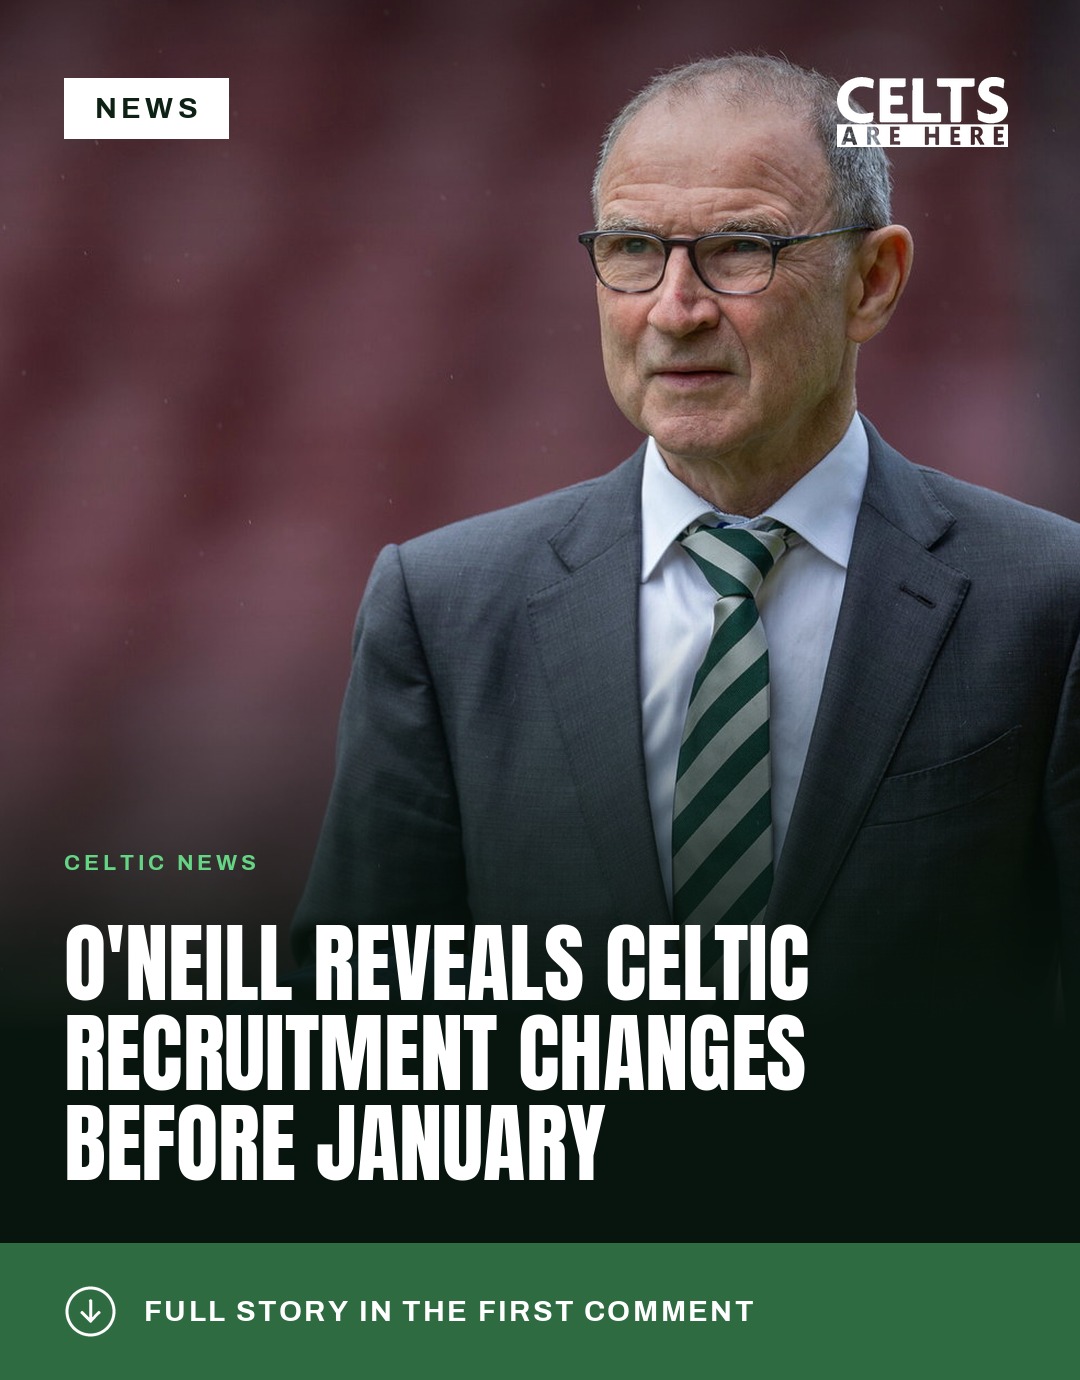 NEWS
CELTS
ARE HERE
CELTIC NEWS
O'NEILL REVEALS CELTIC
RECRUITMENT CHANGES
BEFORE JANUARY
FULL STORY IN THE FIRST COMMENT